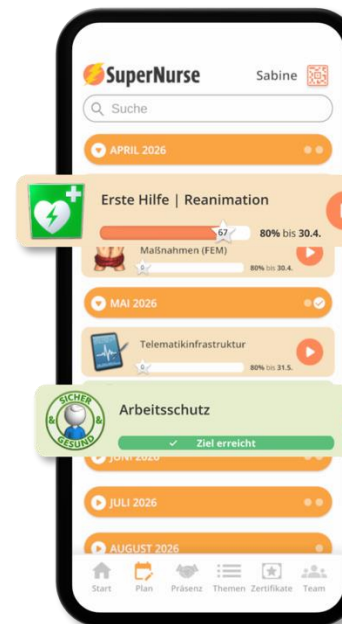 SuperNurse
Sabine
Suche
APRIL 2026
Erste Hilfe | Reanimation
67
80% bis 30.4.
Maßnahmen (FEM)
0
80% bis 30.4.
MAI 2026
Telematikinfrastruktur
0
80% bis 31.5.
SICHER
&
&
GESUND
Arbeitsschutz
Ziel erreicht
JUNI 2026
JULI 2026
AUGUST 2026
Start Plan Präsenz Themen Zertifikate Team